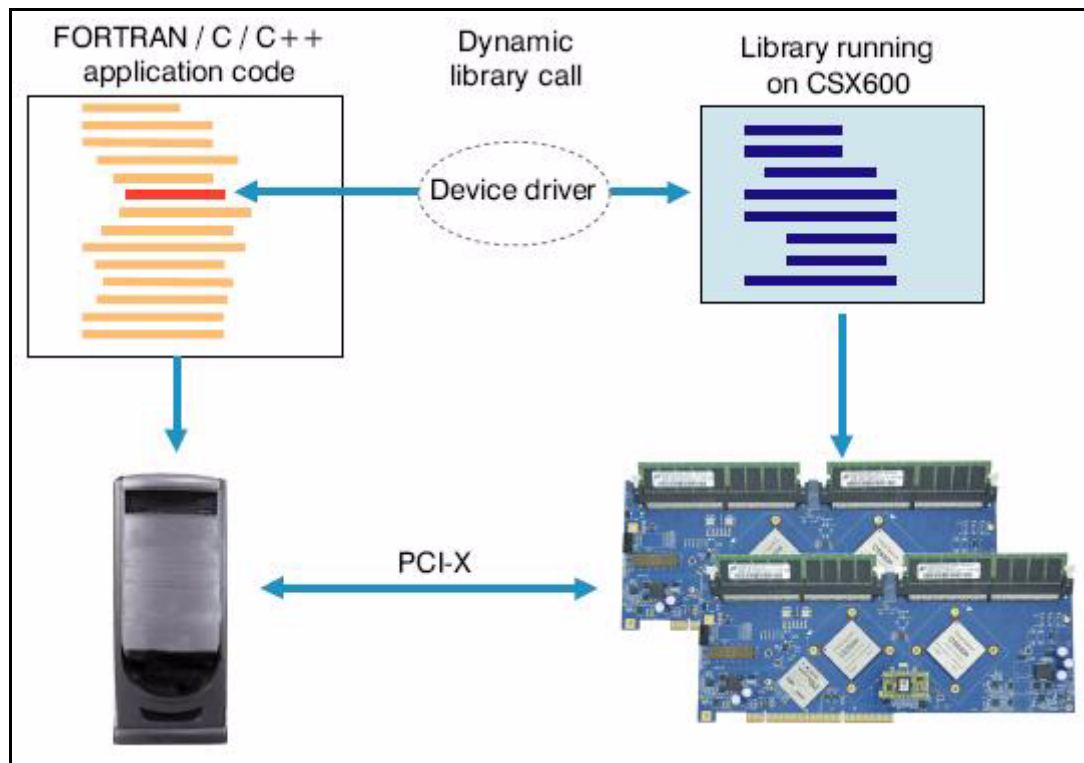 FORTRAN / C / C++
application code
Dynamic
library call
Library running
on CSX600
Device driver
PCI-X